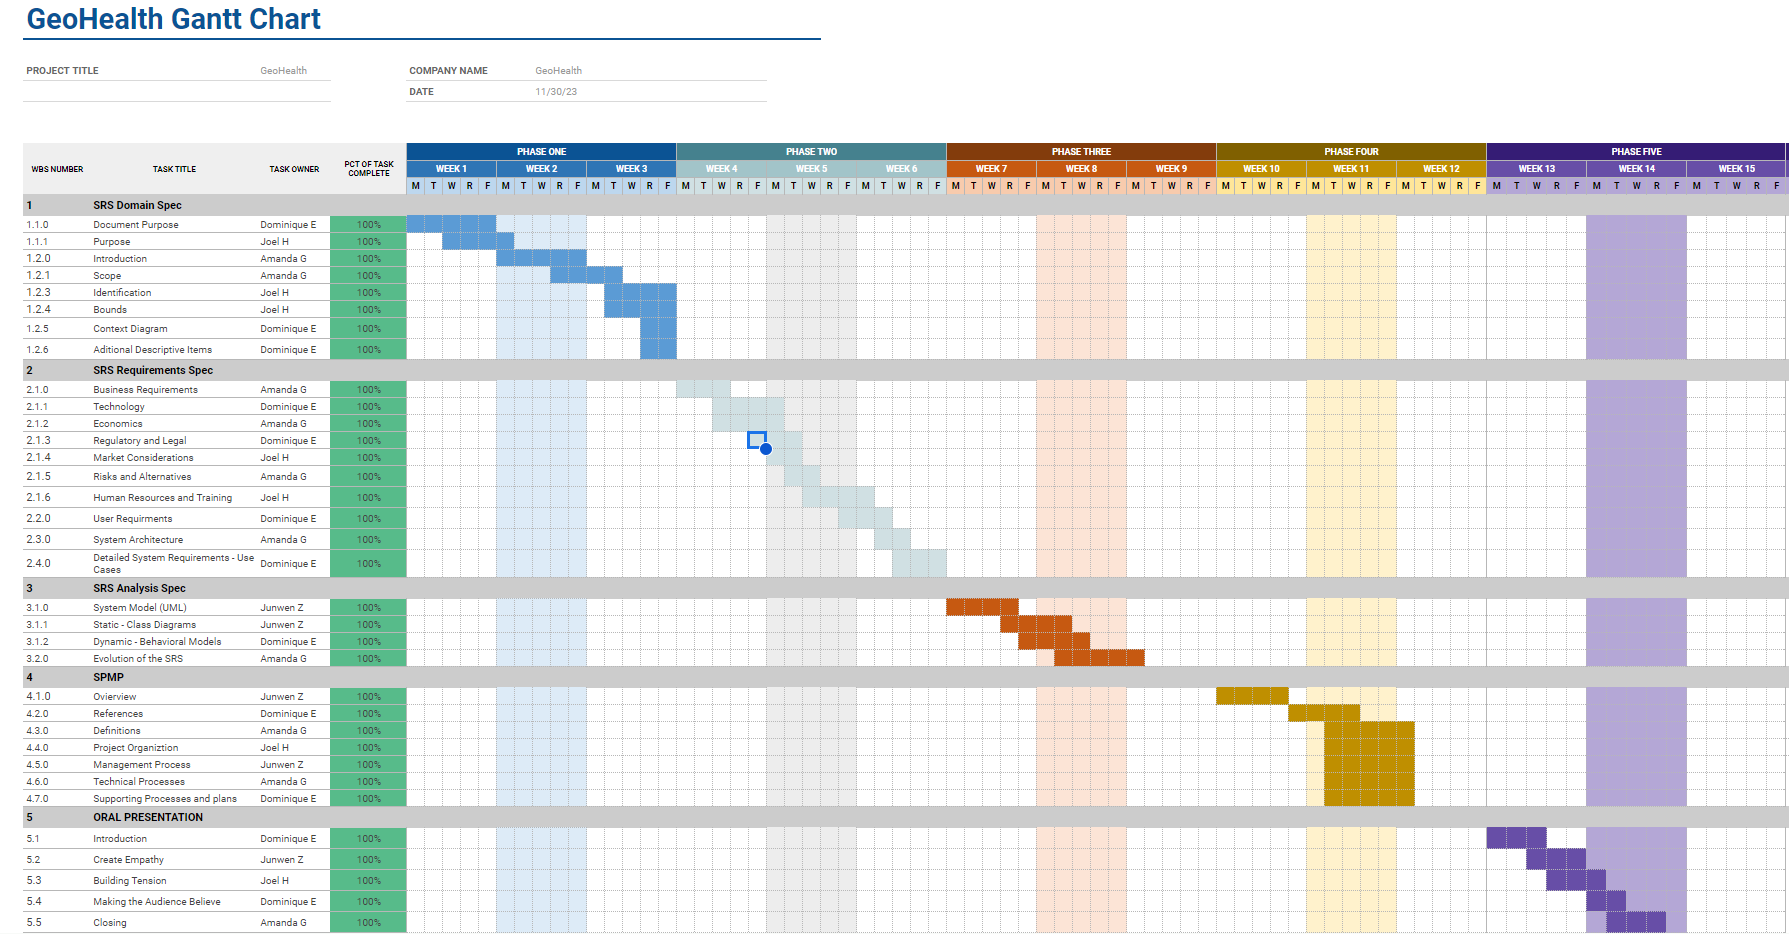 GeoHealth Gantt Chart
PROJECT TITLE GeoHealth COMPANY NAME GeoHealth
DATE 11/30/23
PHASE ONE PHASE TWO PHASE THREE PHASE FOUR PHASE FIVE
WBS NUMBER TASK TITLE TASK OWNER PCT OF TASK COMPLETE WEEK 1 WEEK 2 WEEK 3 WEEK 4 WEEK 5 WEEK 6 WEEK 7 WEEK 8 WEEK 9 WEEK 10 WEEK 11 WEEK 12 WEEK 13 WEEK 14 WEEK 15
M T W R F M T W R F M T W R F M T W R F M T W R F M T W R F M T W R F M T W R F M T W R F M T W R F M T W R F M T W R F M T W R F M T W R F M T W R F
1 SRS Domain Spec
1.1.0 Document Purpose Dominique E 100%
1.1.1 Purpose Joel H 100%
1.2.0 Introduction Amanda G 100%
1.2.1 Scope Amanda G 100%
1.2.3 Identification Joel H 100%
1.2.4 Bounds Joel H 100%
1.2.5 Context Diagram Dominique E 100%
1.2.6 Aditional Descriptive Items Dominique E 100%
2 SRS Requirements Spec
2.1.0 Business Requirements Amanda G 100%
2.1.1 Technology Dominique E 100%
2.1.2 Economics Amanda G 100%
2.1.3 Regulatory and Legal Dominique E 100%
2.1.4 Market Considerations Joel H 100%
2.1.5 Risks and Alternatives Amanda G 100%
2.1.6 Human Resources and Training Joel H 100%
2.2.0 User Requirments Dominique E 100%
2.3.0 System Architecture Amanda G 100%
2.4.0 Detailed System Requirements - Use Cases Dominique E 100%
3 SRS Analysis Spec
3.1.0 System Model (UML) Junwen Z 100%
3.1.1 Static - Class Diagrams Junwen Z 100%
3.1.2 Dynamic - Behavioral Models Dominique E 100%
3.2.0 Evolution of the SRS Amanda G 100%
4 SPMP
4.1.0 Ovierview Junwen Z 100%
4.2.0 References Dominique E 100%
4.3.0 Definitions Amanda G 100%
4.4.0 Project Organiztion Joel H 100%
4.5.0 Management Process Junwen Z 100%
4.6.0 Technical Processes Amanda G 100%
4.7.0 Supporting Processes and plans Dominique E 100%
5 ORAL PRESENTATION
5.1 Introduction Dominique E 100%
5.2 Create Empathy Junwen Z 100%
5.3 Building Tension Joel H 100%
5.4 Making the Audience Believe Dominique E 100%
5.5 Closing Amanda G 100%